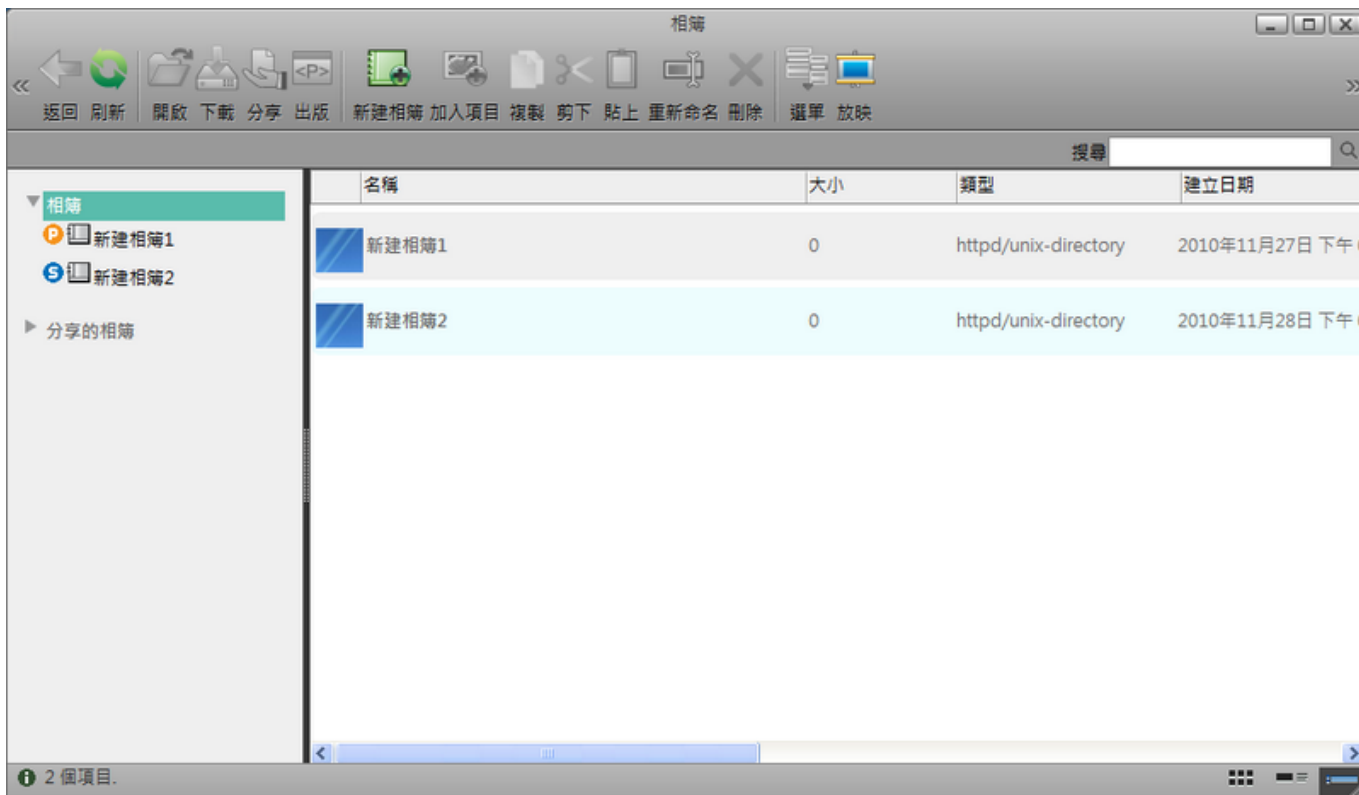 相簿
返回 刷新 開啟 下載 分享 <P> 出版 新建相簿 加入項目 複製 剪下 貼上 重新命名 刪除 選單 放映
搜尋
名稱 大小 類型 建立日期
相簿
P 新建相簿1
S 新建相簿2
分享的相簿
新建相簿1 0 httpd/unix-directory 2010年11月27日 下午
新建相簿2 0 httpd/unix-directory 2010年11月28日 下午
2 個項目.